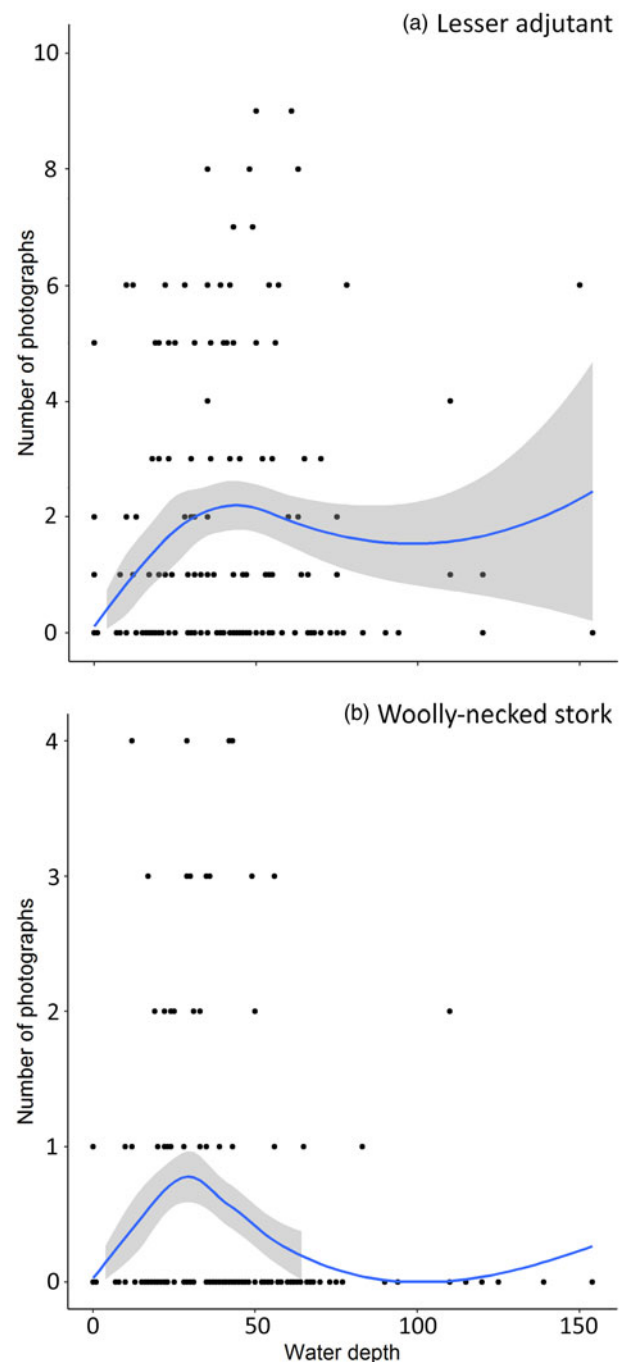 (a) Lesser adjutant
10
8
6
4
2
0
Number of photographs
(b) Woolly-necked stork
4
3
2
1
0
Number of photographs
0 50 100 150
Water depth